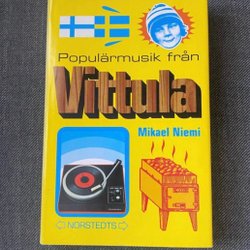 Populärmusik från
Vittula
Mikael Niemi
NORSTEDTS